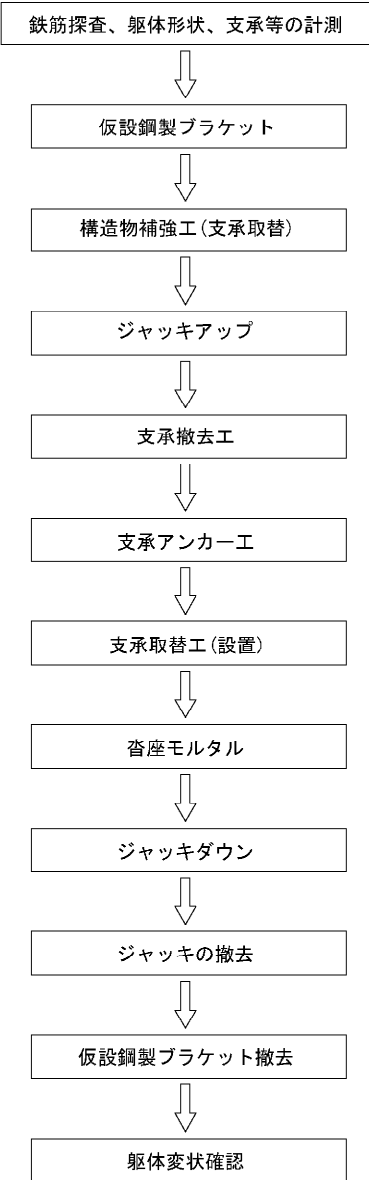 鉄筋探査、躯体形状、支承等の計測
仮設鋼製ブラケット
構造物補強工(支承取替)
ジャッキアップ
支承撤去工
支承アンカー工
支承取替工(設置)
沓座モルタル
ジャッキダウン
ジャッキの撤去
仮設鋼製ブラケット撤去
躯体変状確認